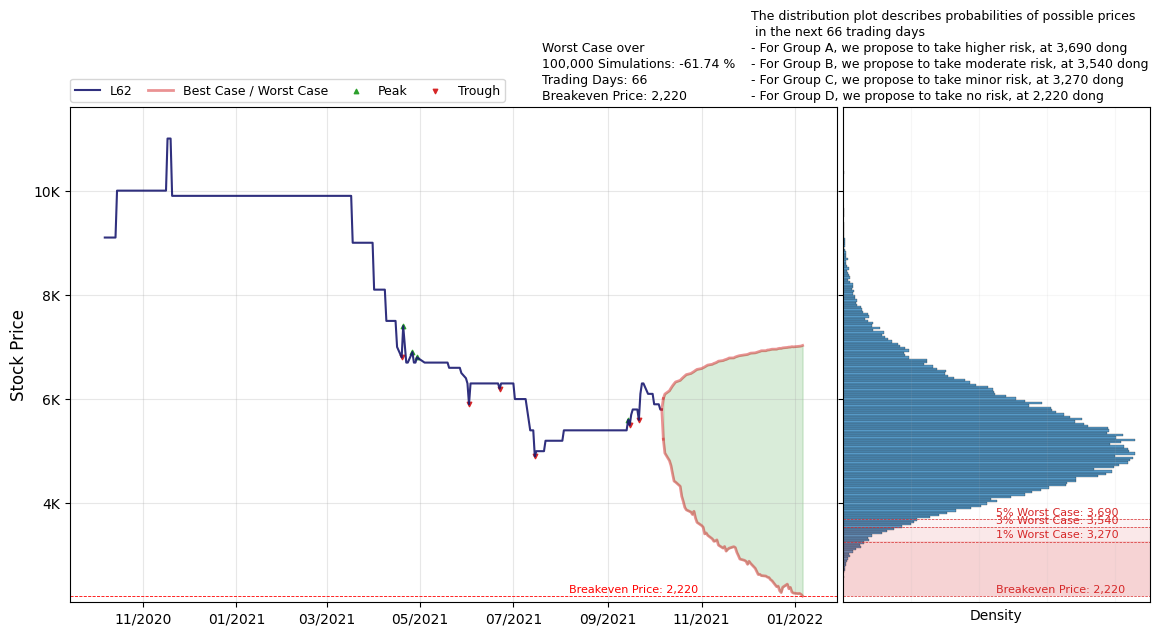 The distribution plot describes probabilities of possible prices
in the next 66 trading days
- For Group A, we propose to take higher risk, at 3,690 dong
- For Group B, we propose to take moderate risk, at 3,540 dong
- For Group C, we propose to take minor risk, at 3,270 dong
- For Group D, we propose to take no risk, at 2,220 dong
Worst Case over
100,000 Simulations: -61.74 %
Trading Days: 66
Breakeven Price: 2,220
L62
Best Case / Worst Case
Peak
Trough
Stock Price
10K
8K
6K
4K
Breakeven Price: 2,220
11/2020
01/2021
03/2021
05/2021
07/2021
09/2021
11/2021
01/2022
5% Worst Case: 3,690
3% Worst Case: 3,540
1% Worst Case: 3,270
Breakeven Price: 2,220
Density